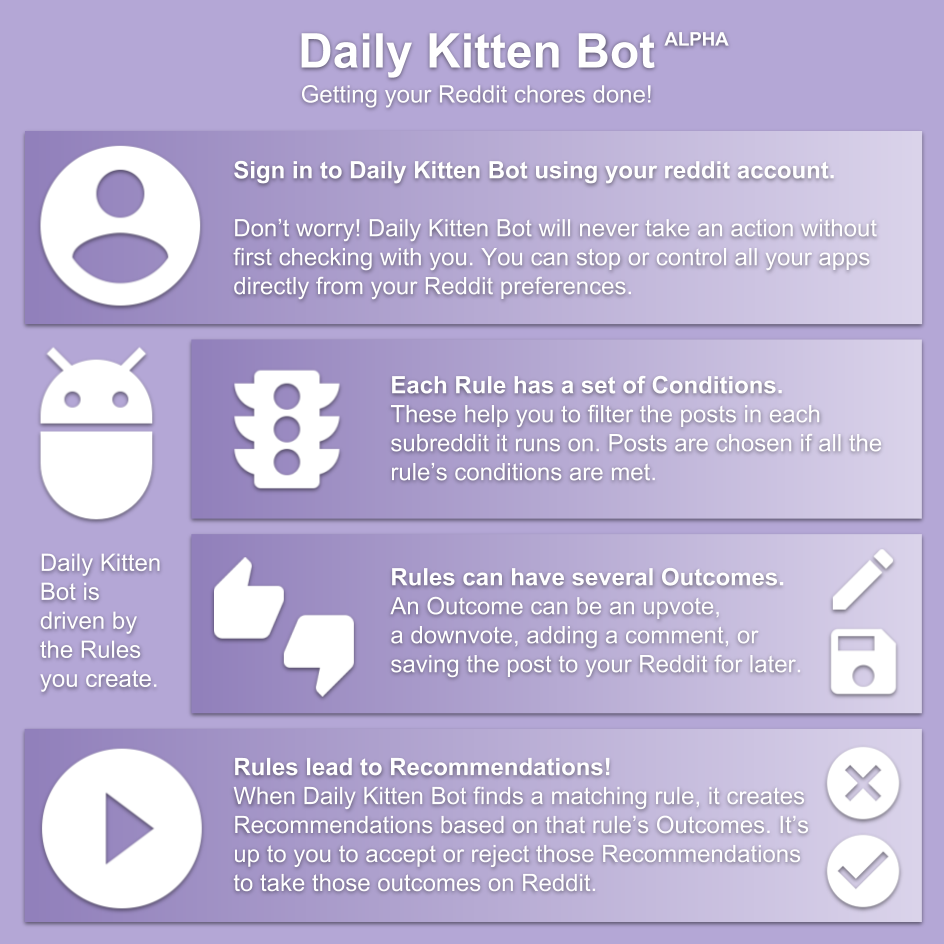 Daily Kitten Bot ALPHA
Getting your Reddit chores done!
Sign in to Daily Kitten Bot using your reddit account.
Don't worry! Daily Kitten Bot will never take an action without
first checking with you. You can stop or control all your apps
directly from your Reddit preferences.
Daily Kitten
Bot is
driven by
the Rules
you create.
Each Rule has a set of Conditions.
These help you to filter the posts in each
subreddit it runs on. Posts are chosen if all the
rule's conditions are met.
Rules can have several Outcomes.
An Outcome can be an upvote,
a downvote, adding a comment, or
saving the post to your Reddit for later.
Rules lead to Recommendations!
When Daily Kitten Bot finds a matching rule, it creates
Recommendations based on that rule's Outcomes. It's
up to you to accept or reject those Recommendations
to take those outcomes on Reddit.